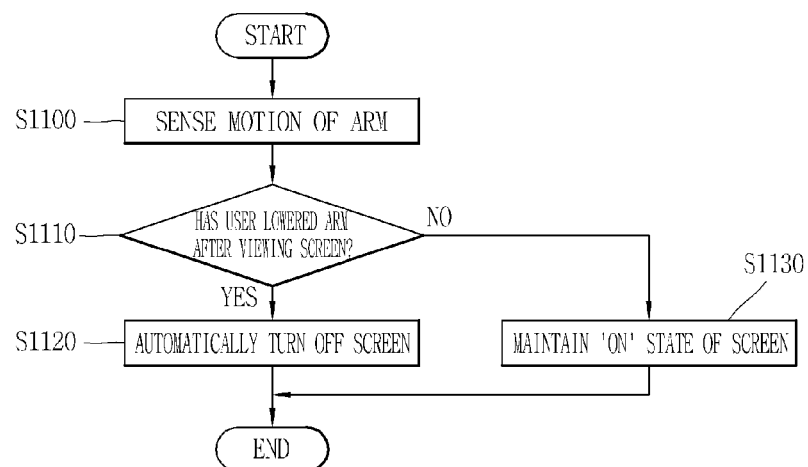 START
S1100
SENSE MOTION OF ARM
S1110
HAS USER LOWERED ARM
AFTER VIEWING SCREEN?
NO
YES
S1130
S1120
AUTOMATICALLY TURN OFF SCREEN
MAINTAIN 'ON' STATE OF SCREEN
END